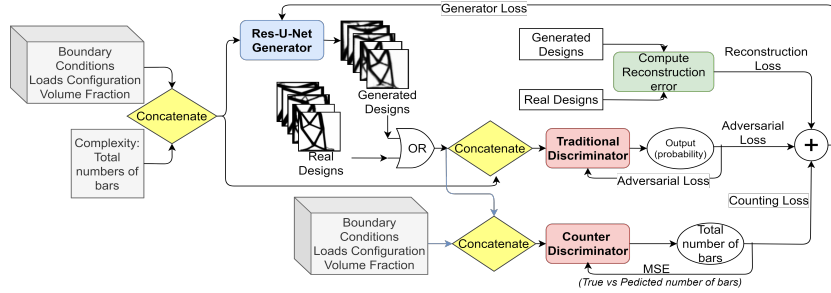 Generator Loss
Res-U-Net
Generator
Boundary
Conditions
Loads Configuration
Volume Fraction
Concatenate
Complexity:
Total
numbers of
bars
Generated
Designs
Real
Designs
OR
Concatenate
Traditional
Discriminator
Output
(probability)
Adversarial Loss
Adversarial
Loss
Generated
Designs
Real Designs
Compute
Reconstruction
error
Reconstruction
Loss
+
Counting Loss
Boundary
Conditions
Loads Configuration
Volume Fraction
Concatenate
Counter
Discriminator
Total
number of
bars
MSE
(True vs Pedicted number of bars)